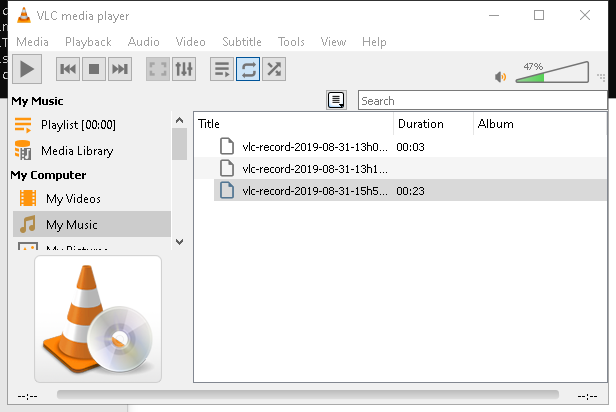 VLC media player
Media Playback Audio Video Subtitle Tools View Help
47%
My Music
Search
Playlist [00:00]
Media Library
My Computer
My Videos
My Music
My Pictures
Title Duration Album
vlc-record-2019-08-31-13h0... 00:03
vlc-record-2019-08-31-13h1...
vlc-record-2019-08-31-15h5... 00:23
--:-- --:--